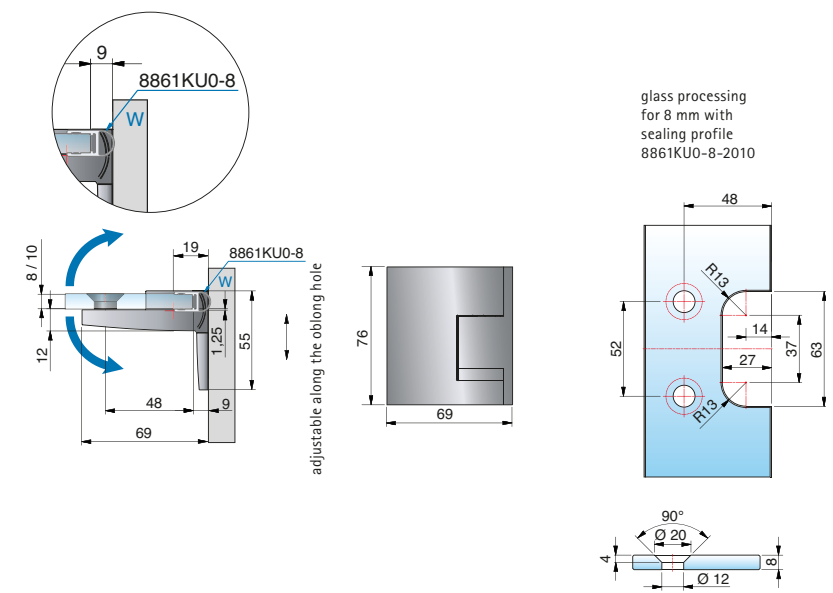 9
8861KU0-8
W
glass processing
for 8 mm with
sealing profile
8861KU0-8-2010
8 / 10
19
8861KU0-8
W
12
1,25
55
48
9
69
adjustable along the oblong hole
76
69
48
R13
14
52
27
37
63
R13
90°
Ø 20
4
8
Ø 12